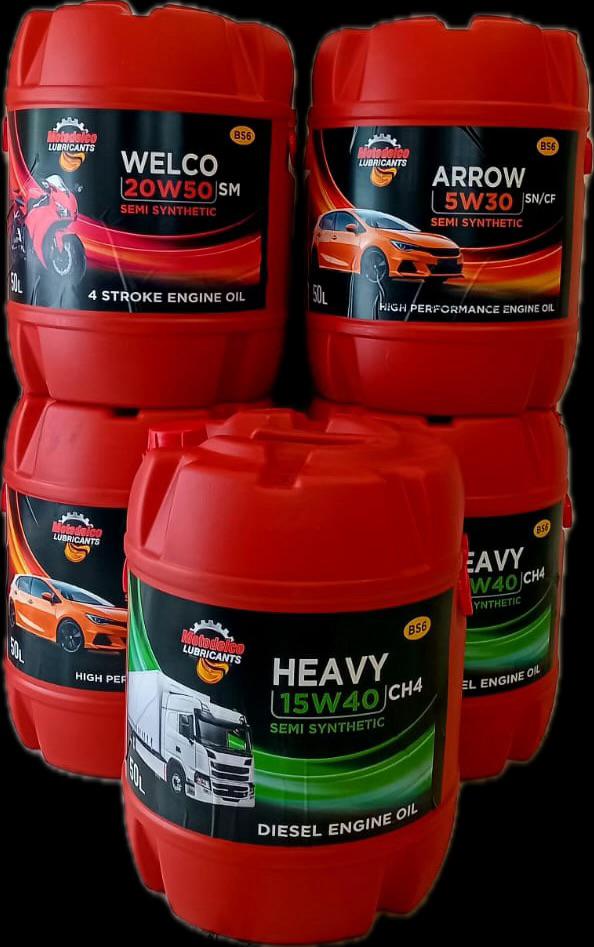 BS6
Motodelco
LUBRICANTS
WELCO
20W50 SM
SEMI SYNTHETIC
50L
4 STROKE ENGINE OIL
BS6
Motodelco
LUBRICANTS
ARROW
5W30 SN/CF
SEMI SYNTHETIC
50L
HIGH PERFORMANCE ENGINE OIL
Motodelco
LUBRICANTS
50L
HIGH PER
BS6
EAVY
W40 CH4
YNTHETIC
EL ENGINE OIL
BS6
Motodelco
LUBRICANTS
HEAVY
15W40 CH4
SEMI SYNTHETIC
50L
DIESEL ENGINE OIL